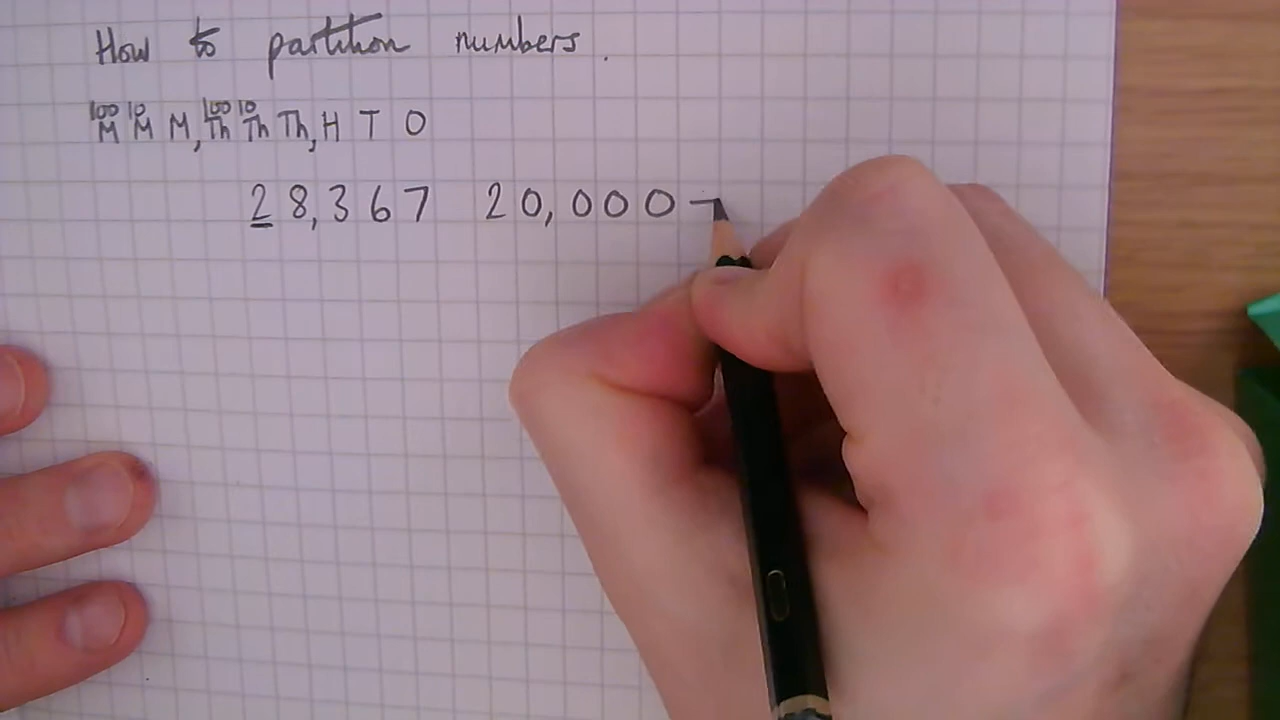 How to partition numbers.
100 M 10 M M, 100 Th 10 Th Th, H T O
28,367 20,000 -